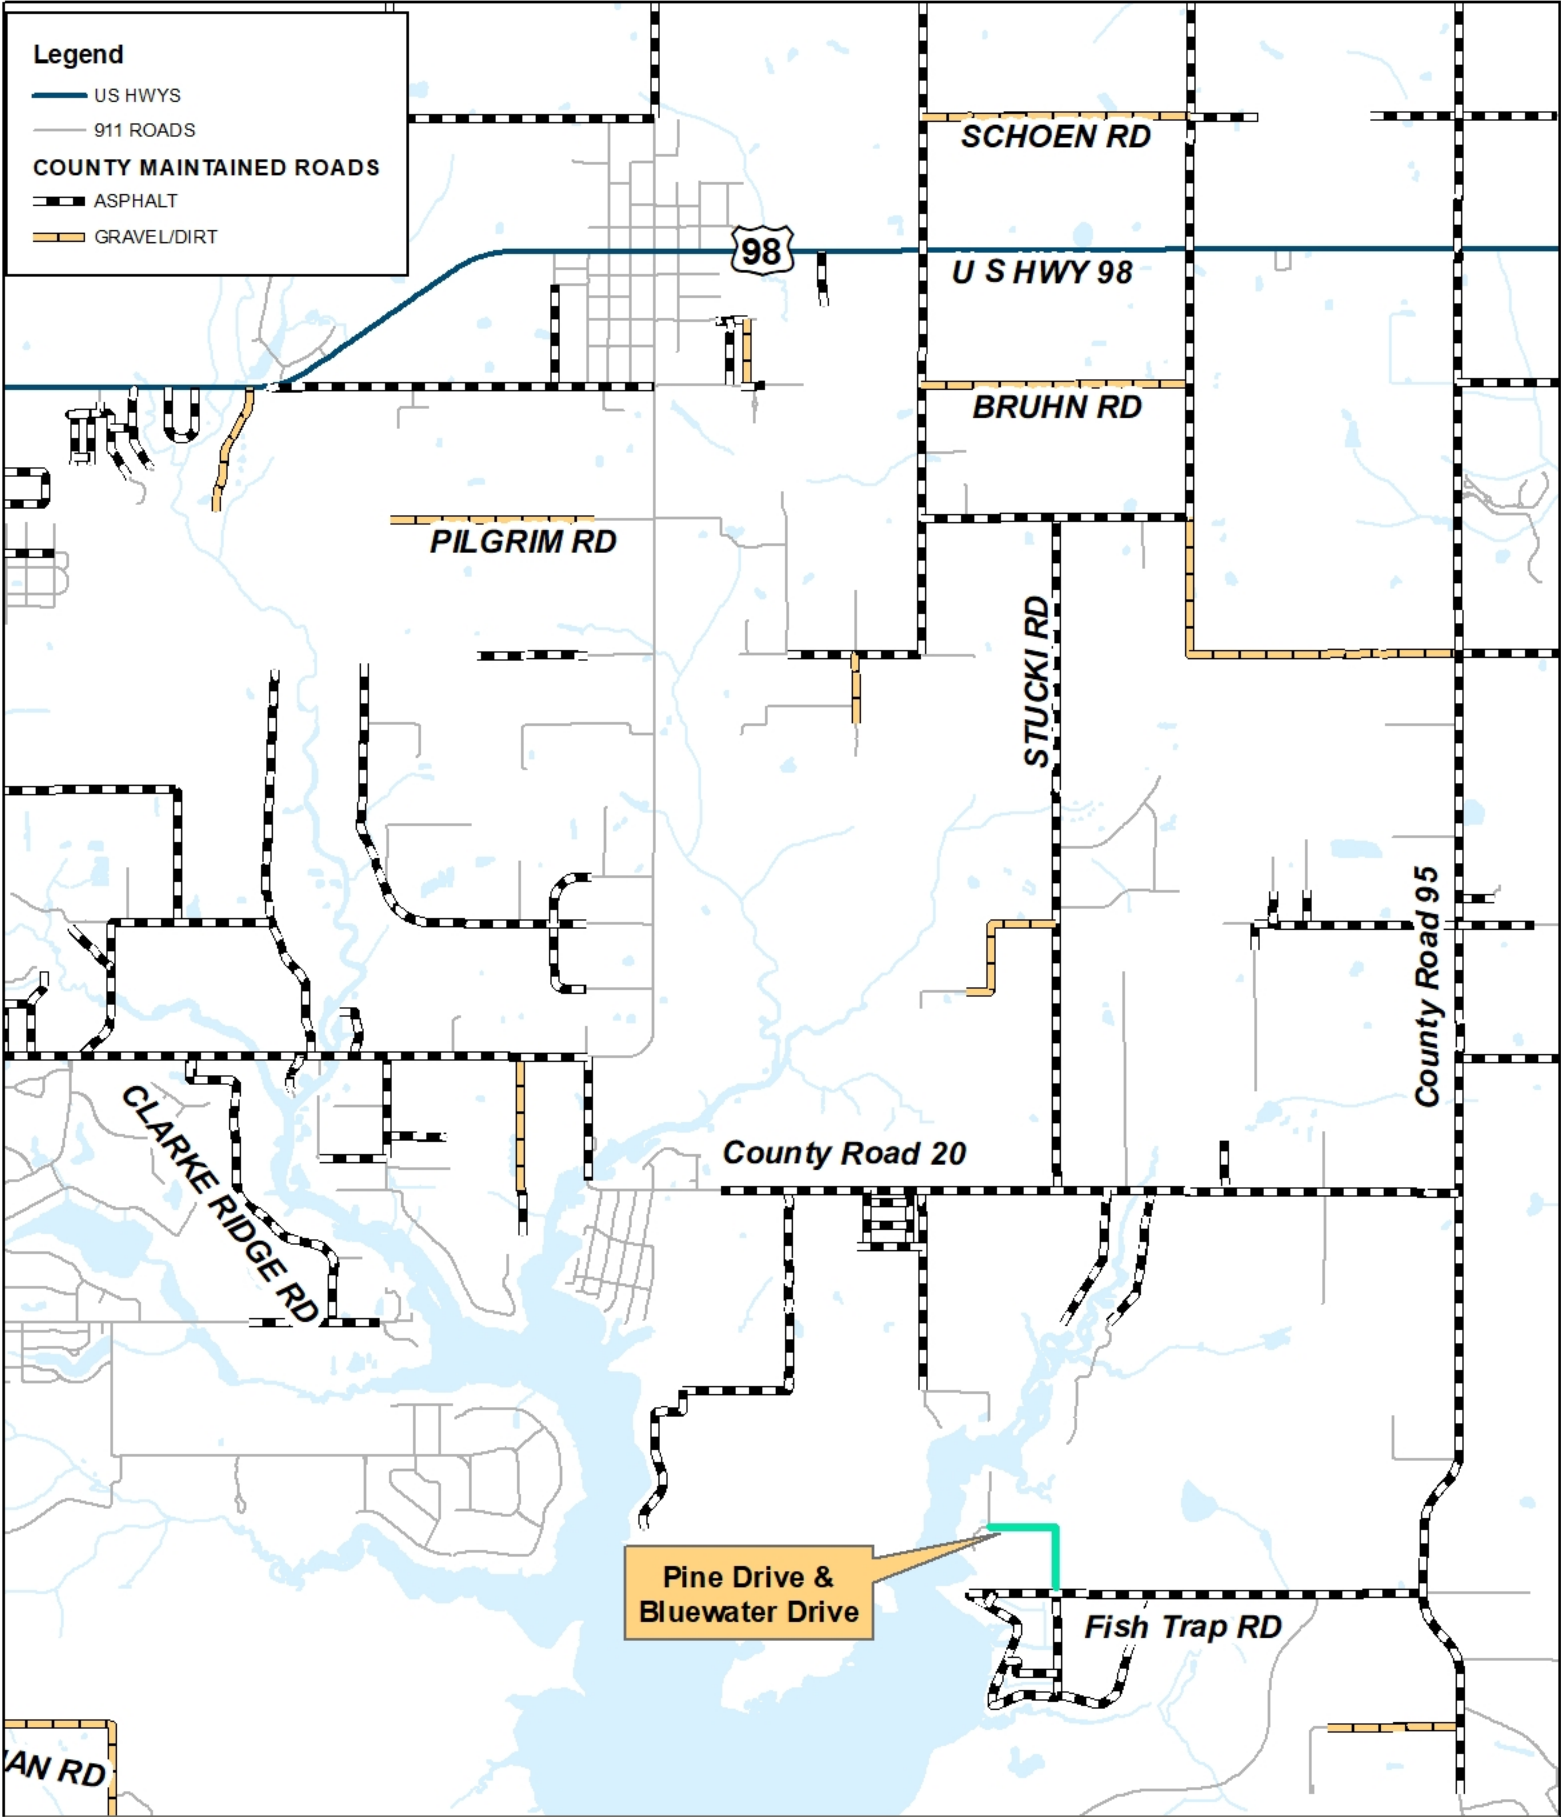 Legend
US HWYS
911 ROADS
COUNTY MAINTAINED ROADS
ASPHALT
GRAVEL/DIRT
SCHOEN RD
98
U S HWY 98
BRUHN RD
PILGRIM RD
STUCKI RD
County Road 95
CLARKE RIDGE RD
County Road 20
Pine Drive &
Bluewater Drive
Fish Trap RD
IAN RD